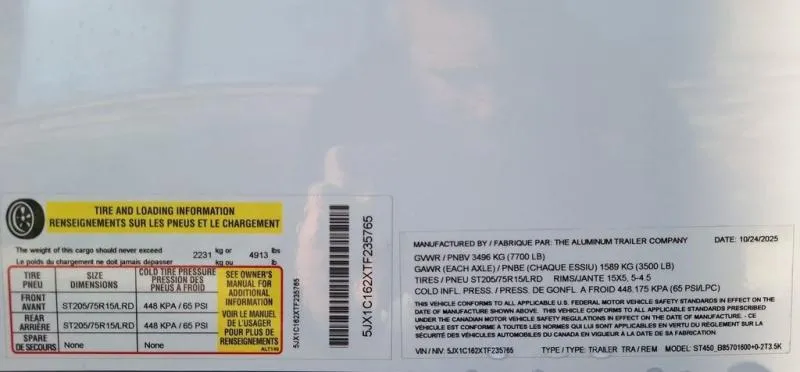 TIRE AND LOADING INFORMATION
RENSEIGNEMENTS SUR LES PNEUS ET LE CHARGEMENT
The weight of this cargo should never exceed
Le poids du chargement ne doit jamais dépasser
2231 kg or kg ou 4913 lbs lb
TIRE PNEU SIZE DIMENSIONS COLD TIRE PRESSURE PRESSION DES PNEUS À FROID
FRONT AVANT ST205/75R15/LRD 448 KPA / 65 PSI
REAR ARRIÈRE ST205/75R15/LRD 448 KPA / 65 PSI
SPARE DE SECOURS None None
SEE OWNER'S
MANUAL FOR
ADDITIONAL
INFORMATION
VOIR LE MANUEL
DE L'USAGER
POUR PLUS DE
RENSEIGNEMENTS
5JX1C162XTF235765
5JX1C162XTF235765
MANUFACTURED BY / FABRIQUE PAR: THE ALUMINUM TRAILER COMPANY DATE: 10/24/2025
GVWR / PNBV 3496 KG (7700 LB)
GAWR (EACH AXLE) / PNBE (CHAQUE ESSIU) 1589 KG (3500 LB)
TIRES / PNEU ST205/75R15/LRD RIMS/JANTE 15X5, 5-4.5
COLD INFL. PRESS. / PRESS. DE GONFL. A FROID 448.175 KPA (65 PSI/LPC)
THIS VEHICLE CONFORMS TO ALL APPLICABLE U.S. FEDERAL MOTOR VEHICLE SAFETY STANDARDS IN EFFECT ON THE
DATE OF MANUFACTURE SHOWN ABOVE. THIS VEHICLE CONFORMS TO ALL APPLICABLE STANDARDS PRESCRIBED
UNDER THE CANADIAN MOTOR VEHICLE SAFETY REGULATIONS IN EFFECT ON THE DATE OF MANUFACTURE. - CE
VÉHICULE EST CONFORME À TOUTES LES NORMES QUI LUI SONT APPLICABLES EN VERTU DU RÈGLEMENT SUR LA
SÉCURITÉ DES VÉHICULES AUTOMOBILES DU CANADA EN VIGUEUR À LA DATE DE SA FABRICATION
VIN / NIV: 5JX1C162XTF235765 TYPE / TYPE: TRAILER TRA / REM MODEL: ST450_B85701600+0-2T3.5K